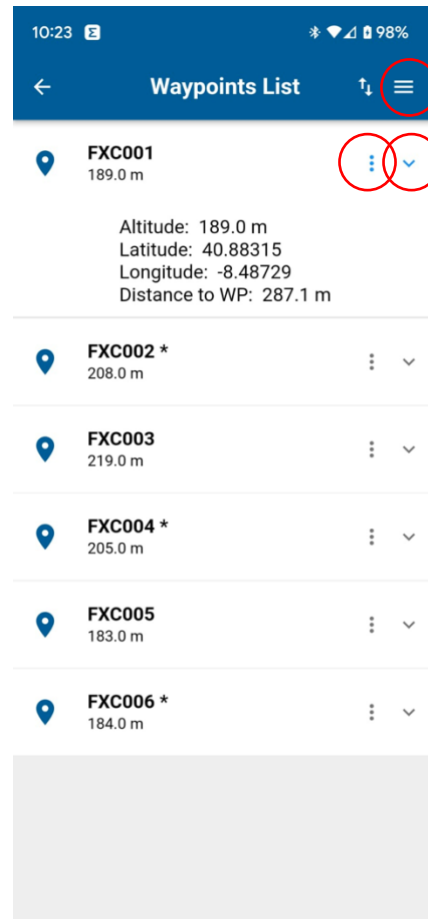 10:23 98%
Waypoints List
FXC001
189.0 m
Altitude: 189.0 m
Latitude: 40.88315
Longitude: -8.48729
Distance to WP: 287.1 m
FXC002 *
208.0 m
FXC003
219.0 m
FXC004 *
205.0 m
FXC005
183.0 m
FXC006 *
184.0 m